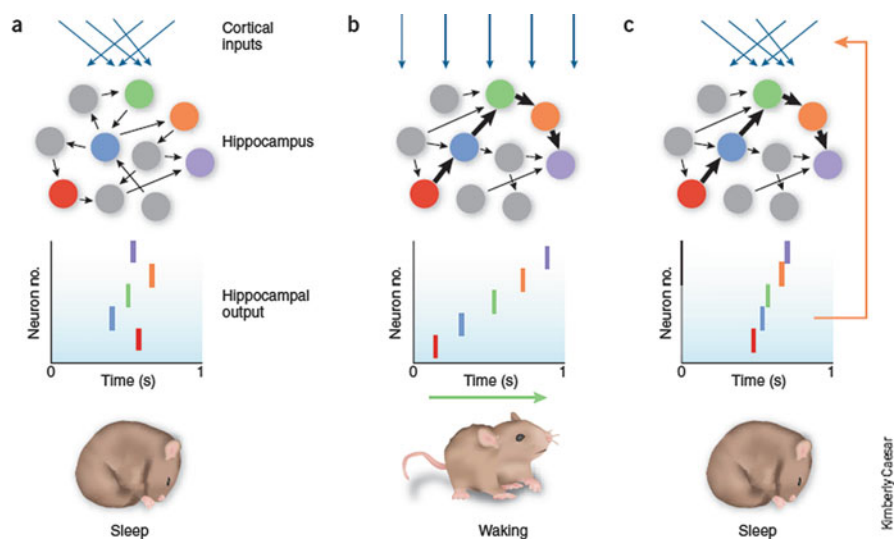 a
Cortical
inputs
b
c
Hippocampus
Neuron no.
Hippocampal
output
Neuron no.
Neuron no.
0
1
Time (s)
0
1
Time (s)
0
1
Time (s)
Sleep
Waking
Sleep
Kimberly Caesar